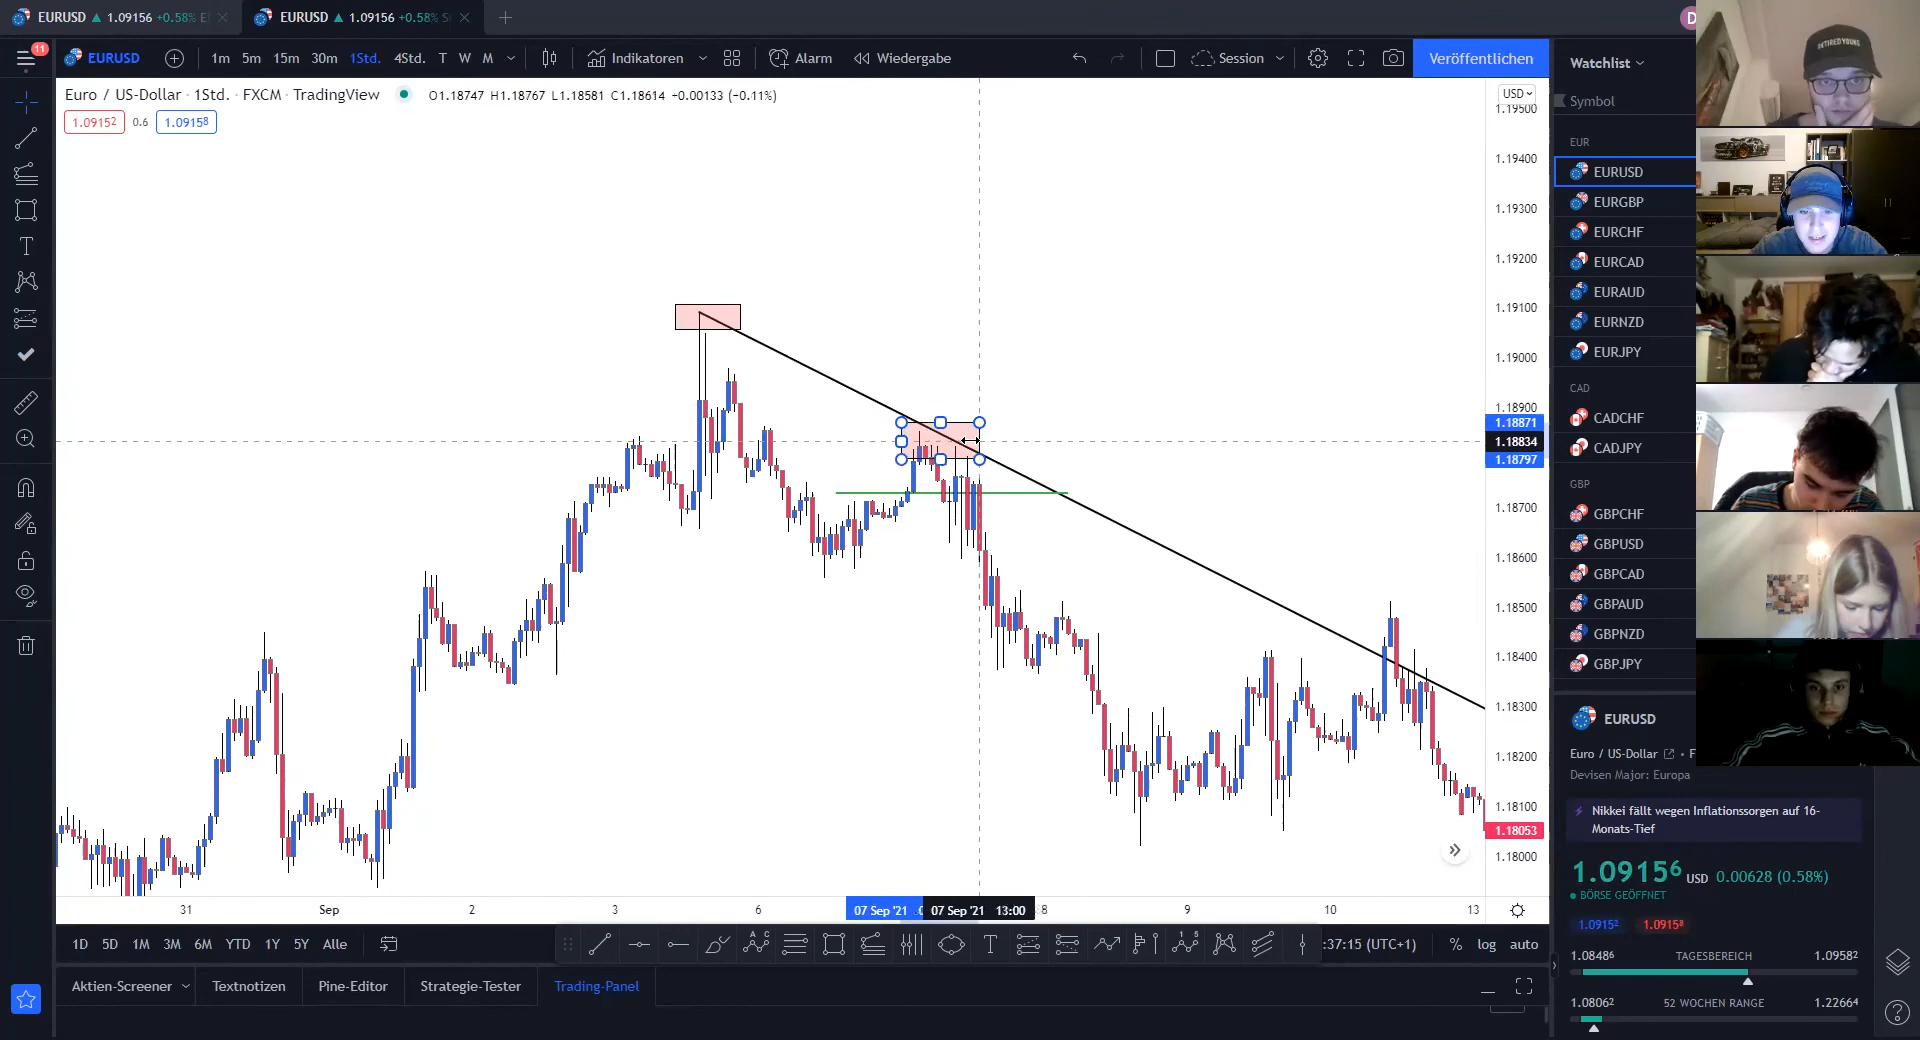 EURUSD ▲ 1.09156 +0.58%
EURUSD ▲ 1.09156 +0.58%
11
EURUSD
1m 5m 15m 30m 1Std. 4Std. T W M
Indikatoren
Alarm
Wiedergabe
Session
Veröffentlichen
Euro / US-Dollar · 1Std. · FXCM · TradingView
O1.18747 H1.18767 L1.18581 C1.18614 +0.00133 (−0.11%)
1.09152 0.6 1.09158
USD
1.19500
1.19400
1.19300
1.19200
1.19100
1.19000
1.18900
1.18871
1.18834
1.18797
1.18700
1.18600
1.18500
1.18400
1.18300
1.18200
1.18100
1.18053
1.18000
31 Sep 2 3 6 07 Sep '21 07 Sep '21 13:00 8 9 10 13
1D 5D 1M 3M 6M YTD 1Y 5Y Alle
:37:15 (UTC+1) % log auto
Aktien-Screener Textnotizen Pine-Editor Strategie-Tester Trading-Panel
Watchlist
Symbol
EUR
EURUSD
EURGBP
EURCHF
EURCAD
EURAUD
EURNZD
EURJPY
CAD
CADCHF
CADJPY
GBP
GBPCHF
GBPUSD
GBPCAD
GBPAUD
GBPNZD
GBPJPY
EURUSD
Euro / US-Dollar
Devisen Major: Europa
Nikkei fällt wegen Inflationssorgen auf 16-
Monats-Tief
1.09156 USD 0.00628 (0.58%)
BÖRSE GEÖFFNET
1.09152 1.09158
1.08486 TAGESBEREICH 1.09582
1.08062 52 WOCHEN RANGE 1.22664